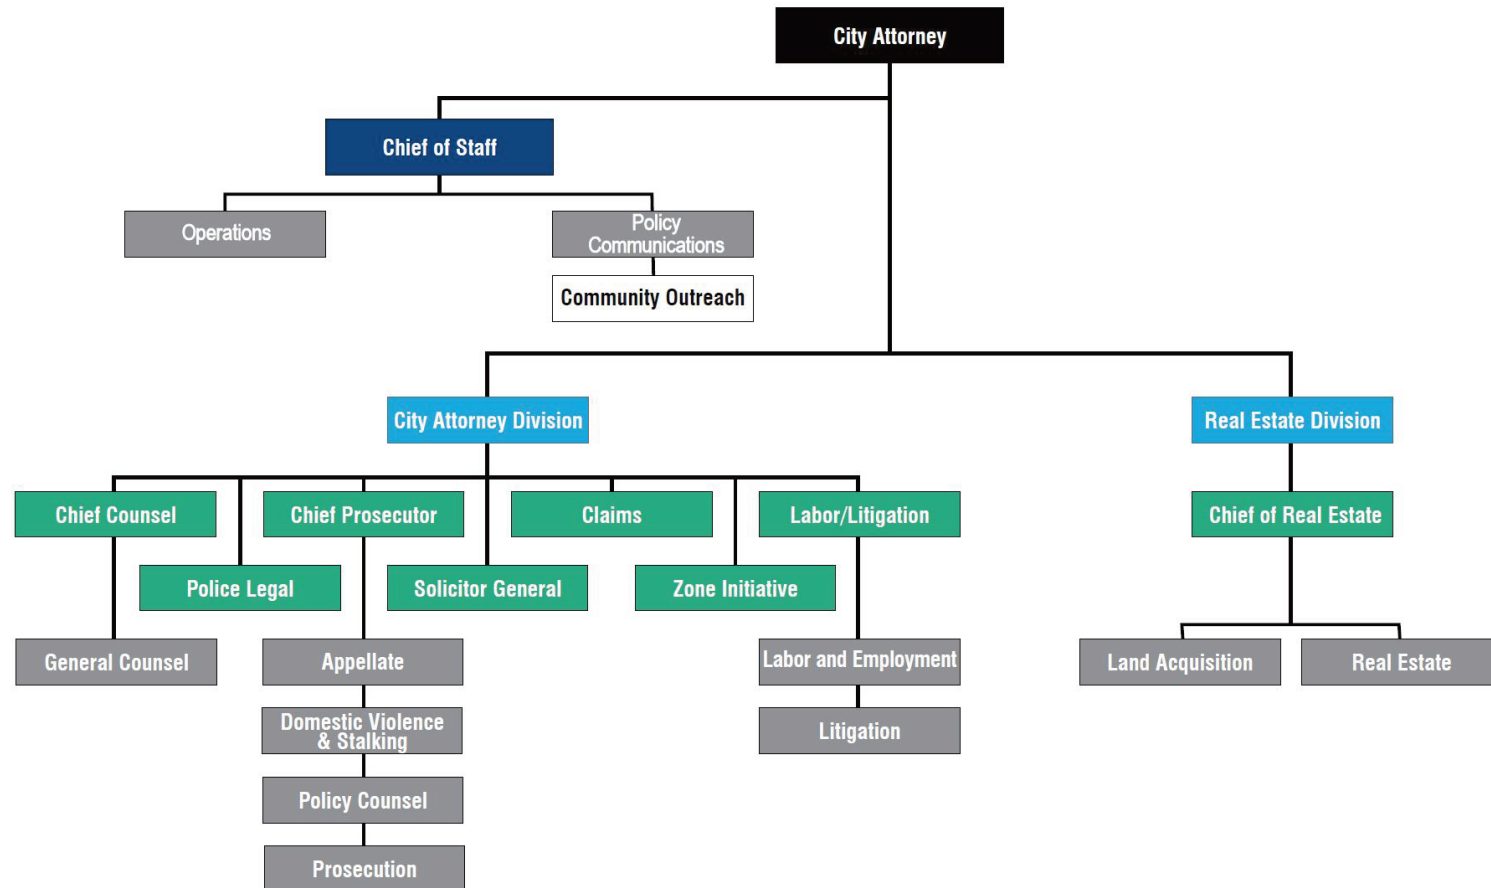 City Attorney
Chief of Staff
Operations
Policy
Communications
Community Outreach
City Attorney Division
Real Estate Division
Chief Counsel
Chief Prosecutor
Claims
Labor/Litigation
Chief of Real Estate
Police Legal
Solicitor General
Zone Initiative
General Counsel
Appellate
Labor and Employment
Land Acquisition
Real Estate
Domestic Violence
& Stalking
Litigation
Policy Counsel
Prosecution